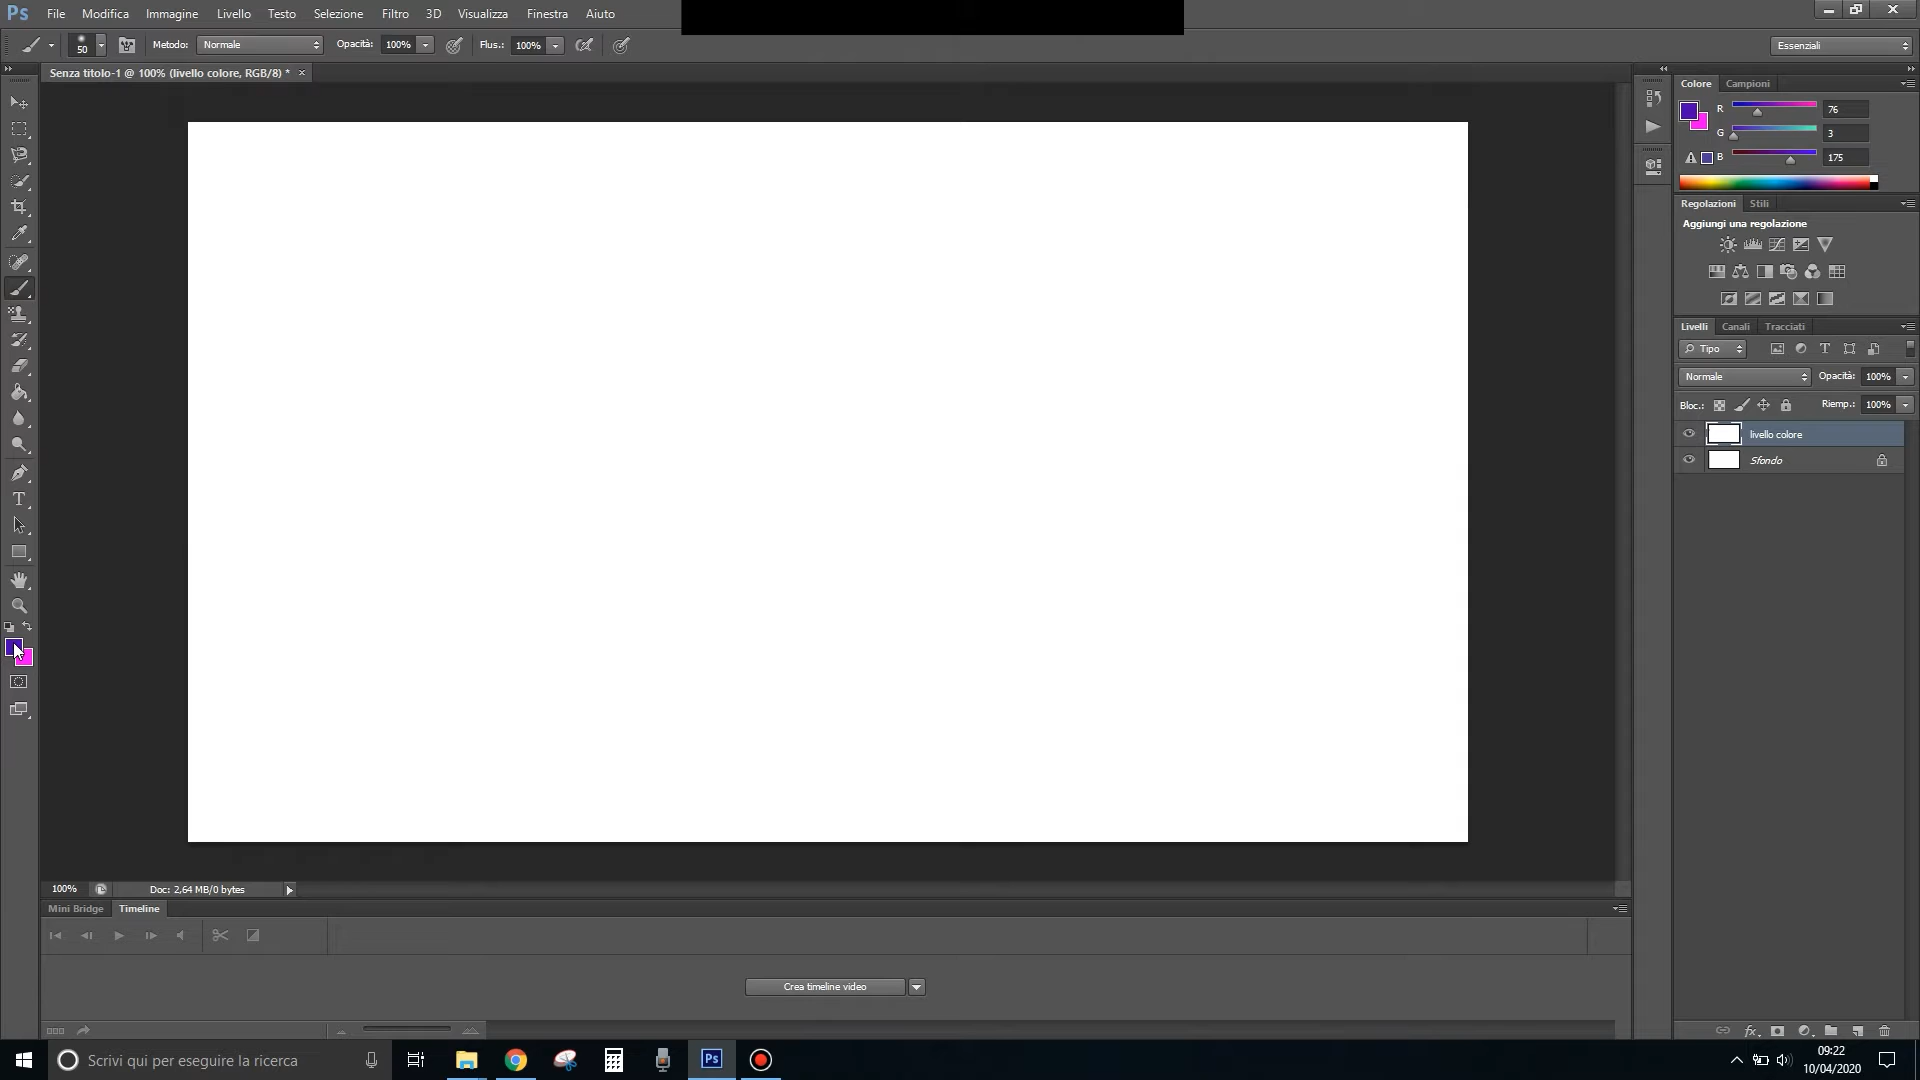 Ps File Modifica Immagine Livello Testo Selezione Filtro 3D Visualizza Finestra Aiuto
50 Metodo: Normale Opacità: 100% Flus.: 100% Essenziali
Senza titolo-1 @ 100% (livello colore, RGB/8) * ×
Colore Campioni
R 76
G 3
B 175
Regolazioni Stili
Aggiungi una regolazione
Livelli Canali Tracciati
Tipo
Normale Opacità: 100%
Bloc.: Riemp.: 100%
livello colore
Sfondo
T
100% Doc: 2,64 MB/0 bytes
Mini Bridge Timeline
Crea timeline video
Scrivi qui per eseguire la ricerca
Ps
09:22
10/04/2020